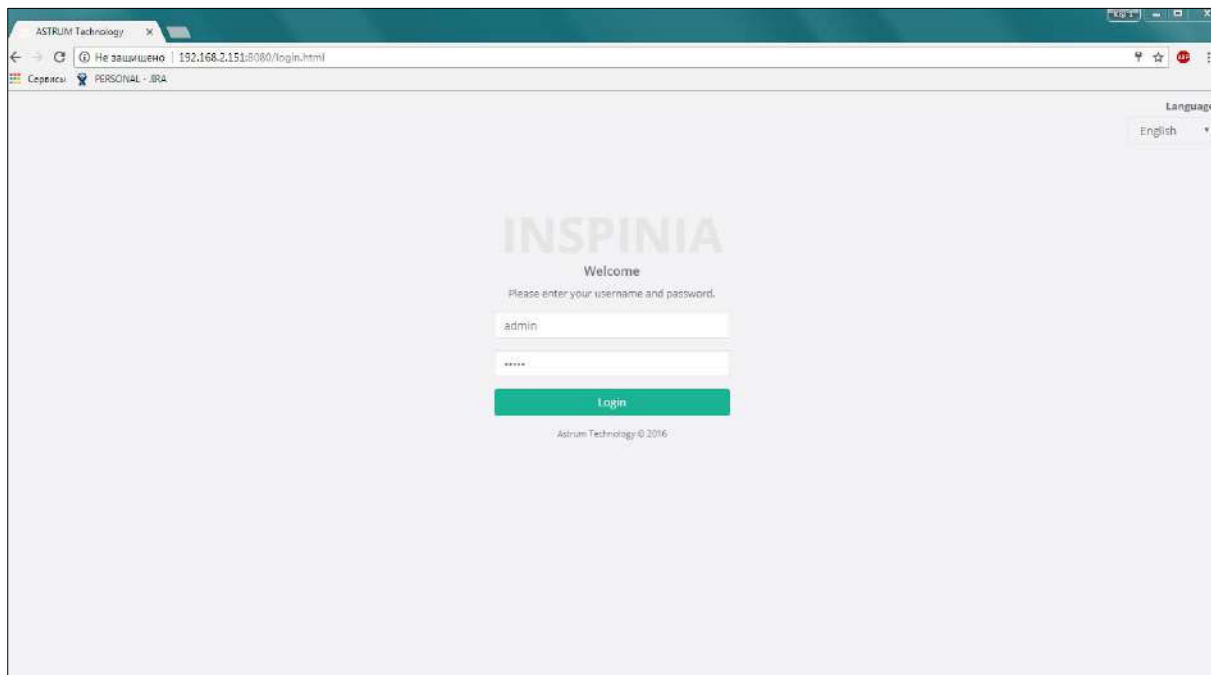 ASTRUM Technology
Не защищено | 192.168.2.151:8080/login.html
ABP
Сервисы PERSONAL - JIRA
Language
English
INSPINIA
Welcome
Please enter your username and password.
admin
•••••
Login
Astrum Technology © 2016